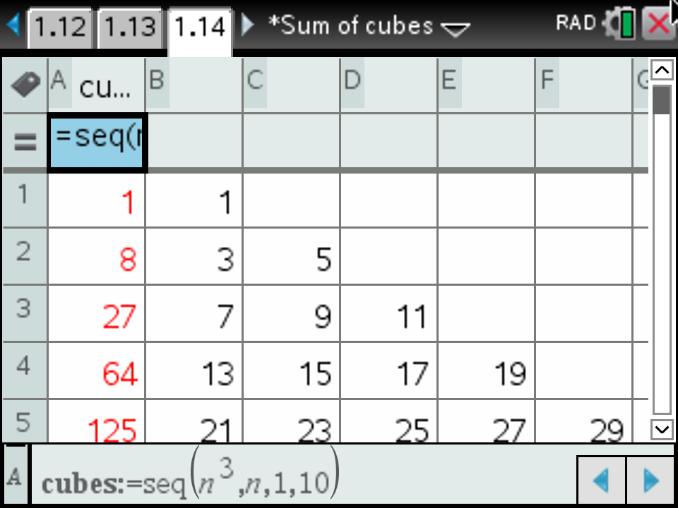 1.12 1.13 1.14 *Sum of cubes RAD
A cu... B C D E F G
= =seq(r
1 1 1
2 8 3 5
3 27 7 9 11
4 64 13 15 17 19
5 125 21 23 25 27 29
A cubes:=seq(n³,n,1,10)